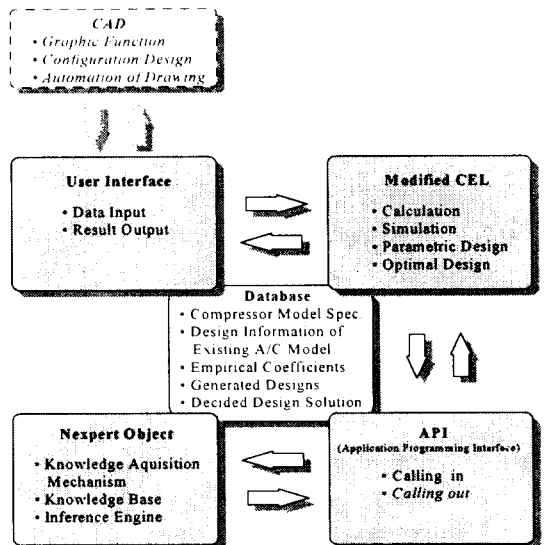 CAD
• Graphic Function
• Configuration Design
• Automation of Drawing
User Interface
• Data Input
• Result Output
Modified CEL
• Calculation
• Simulation
• Parametric Design
• Optimal Design
Database
• Compressor Model Spec
• Design Information of
Existing A/C Model
• Empirical Coefficients
• Generated Designs
• Decided Design Solution
Nexpert Object
• Knowledge Aquisition
Mechanism
• Knowledge Base
• Inference Engine
API
(Application Programming Interface)
• Calling in
• Calling out